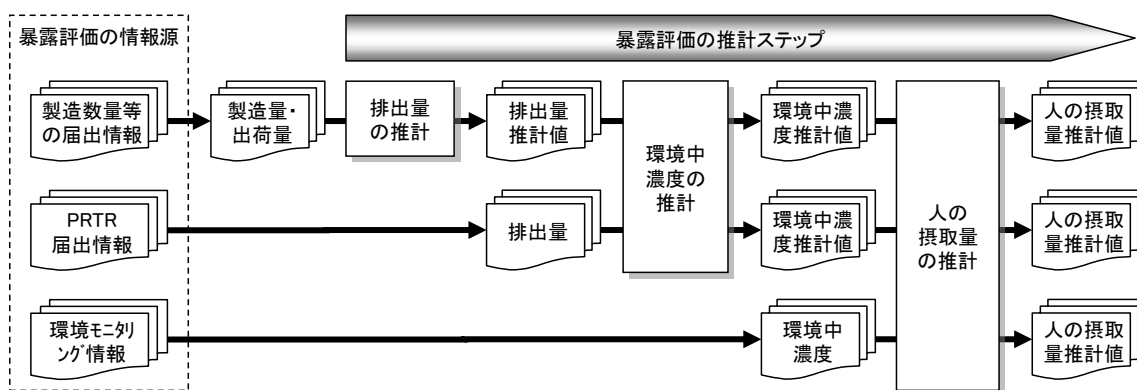 暴露評価の情報源
暴露評価の推計ステップ
製造数量等
の届出情報
製造量・
出荷量
排出量
の推計
排出量
推計値
環境中
濃度の
推計
環境中濃
度推計値
人の
摂取量
の推計
人の摂取
量推計値
PRTR
届出情報
排出量
環境中濃
度推計値
人の摂取
量推計値
環境ﾓﾆﾀﾘ
ﾝｸﾞ情報
環境中
濃度
人の摂取
量推計値